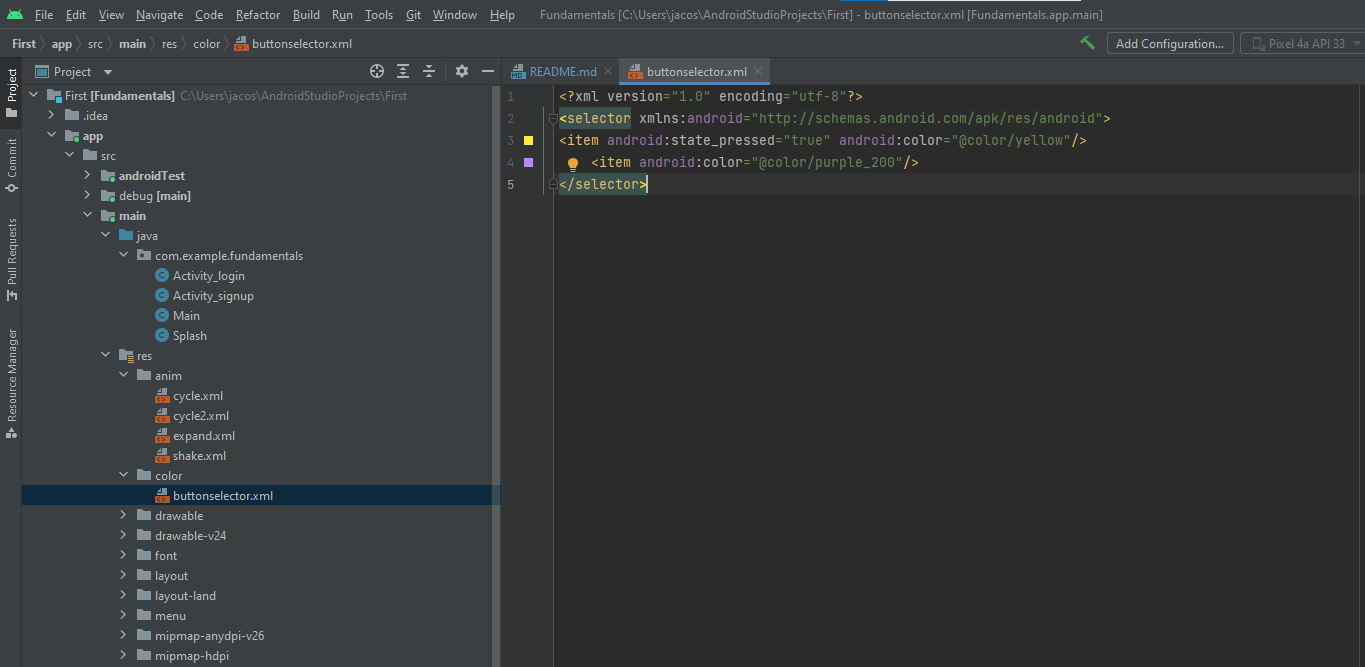 File Edit View Navigate Code Refactor Build Run Tools Git Window Help Fundamentals [C:\Users\jacos\AndroidStudioProjects\First] - buttonselector.xml [Fundamentals.app.main]
First app src main res color buttonselector.xml Add Configuration... Pixel 4a API 33
Project
Commit
Pull Requests
Resource Manager
Project
First [Fundamentals] C:\Users\jacos\AndroidStudioProjects\First
.idea
app
src
androidTest
debug [main]
main
java
com.example.fundamentals
Activity_login
Activity_signup
Main
Splash
res
anim
cycle.xml
cycle2.xml
expand.xml
shake.xml
color
buttonselector.xml
drawable
drawable-v24
font
layout
layout-land
menu
mipmap-anydpi-v26
mipmap-hdpi
README.md buttonselector.xml
1 <?xml version="1.0" encoding="utf-8"?>
2 <selector xmlns:android="http://schemas.android.com/apk/res/android">
3 <item android:state_pressed="true" android:color="@color/yellow"/>
4 <item android:color="@color/purple_200"/>
5 </selector>